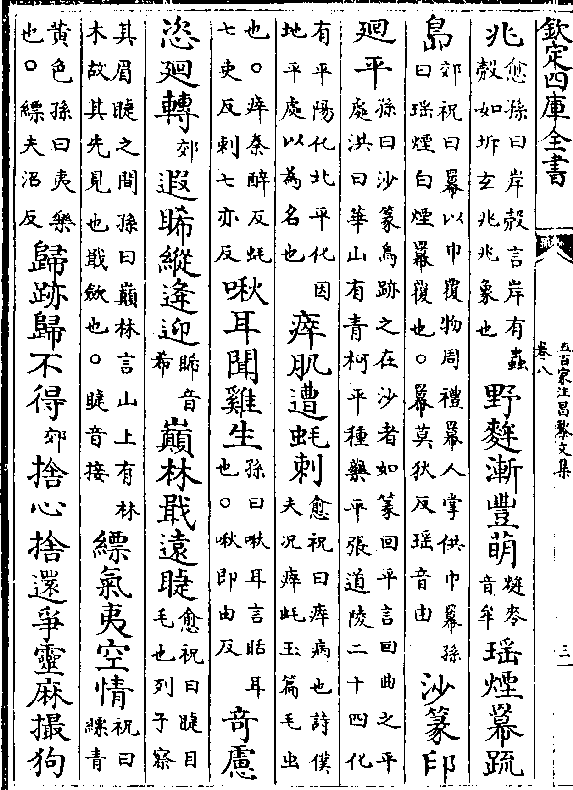 欽定四庫全書
五百家注昌黎文集
卷八
三一
兆愈孫曰岸殼言岸有蟲殼如坼玄兆兆象也野麰漸豐萌麰麥音牟瑤煙冪疏
島郊祝曰冪以巾覆物周禮冪人掌供巾冪孫曰瑶煙白煙冪覆也○冪莫狄反瑶音由沙篆印
廻平孫曰沙篆鳥跡之在沙者如篆回平言回曲之平處洪曰華山有青柯平種藥平張道陵二十四化
有平陽化北平化因地平處以為名也瘁肌遭蚝刺愈祝曰瘁病也詩僕夫况瘁蚝玉篇毛虫
也○瘁秦醉反蚝七吏反刺七亦反啾耳聞雞生孫曰啾耳言聒耳也○啾即由反奇慮
恣廻轉郊遐睎縱逄迎睎音希巔林戢遠睫愈祝曰睫目毛也列子察
其眉睫之間孫曰巔林言山上有林木故其先見也戢斂也○睫音接縹氣夷空情祝曰縹青
黄色孫曰夷樂也○縹夫沼反歸跡歸不得郊捨心捨還爭靈麻撮狗